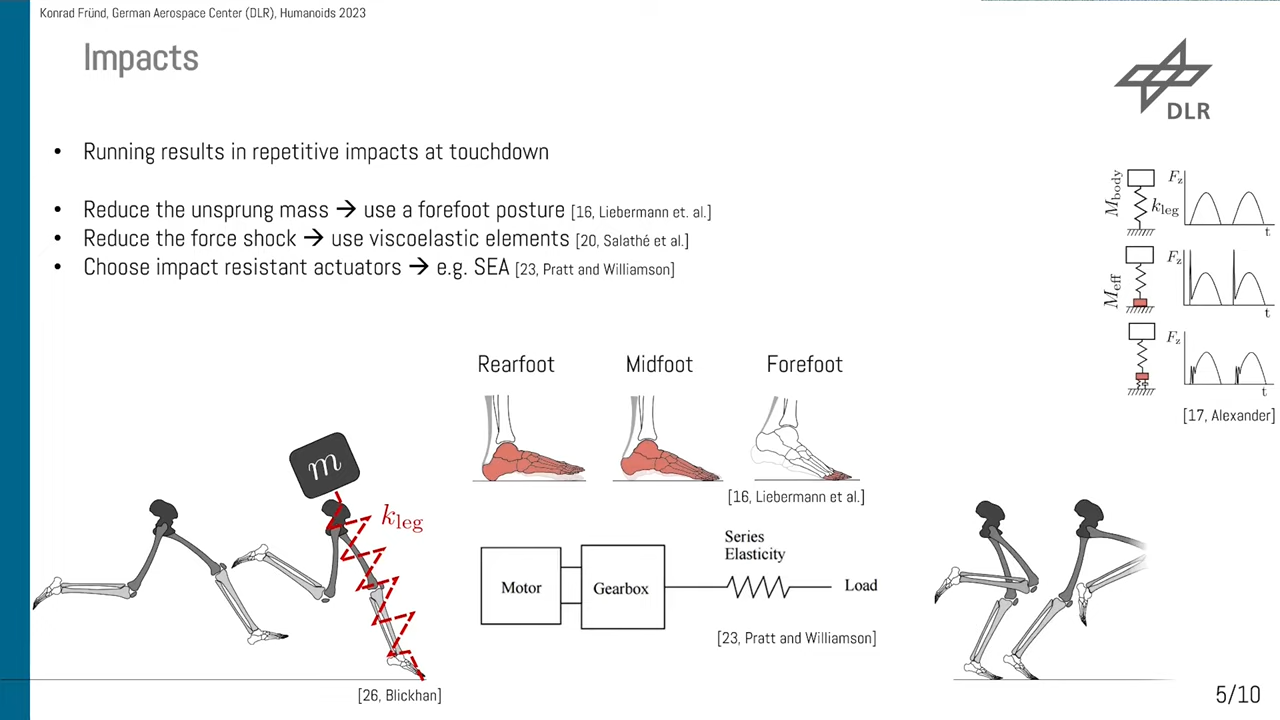 Konrad Fründ, German Aerospace Center (DLR), Humanoids 2023
Impacts
DLR
• Running results in repetitive impacts at touchdown
• Reduce the unsprung mass → use a forefoot posture [16, Liebermann et. al.]
• Reduce the force shock → use viscoelastic elements [20, Salathé et al.]
• Choose impact resistant actuators → e.g. SEA [23, Pratt and Williamson]
M_body
k_leg
F_z
t
M_eff
F_z
t
F_z
t
[17, Alexander]
Rearfoot Midfoot Forefoot
[16, Liebermann et al.]
m
k_leg
[26, Blickhan]
Motor
Gearbox
Series
Elasticity
Load
[23, Pratt and Williamson]
5/10